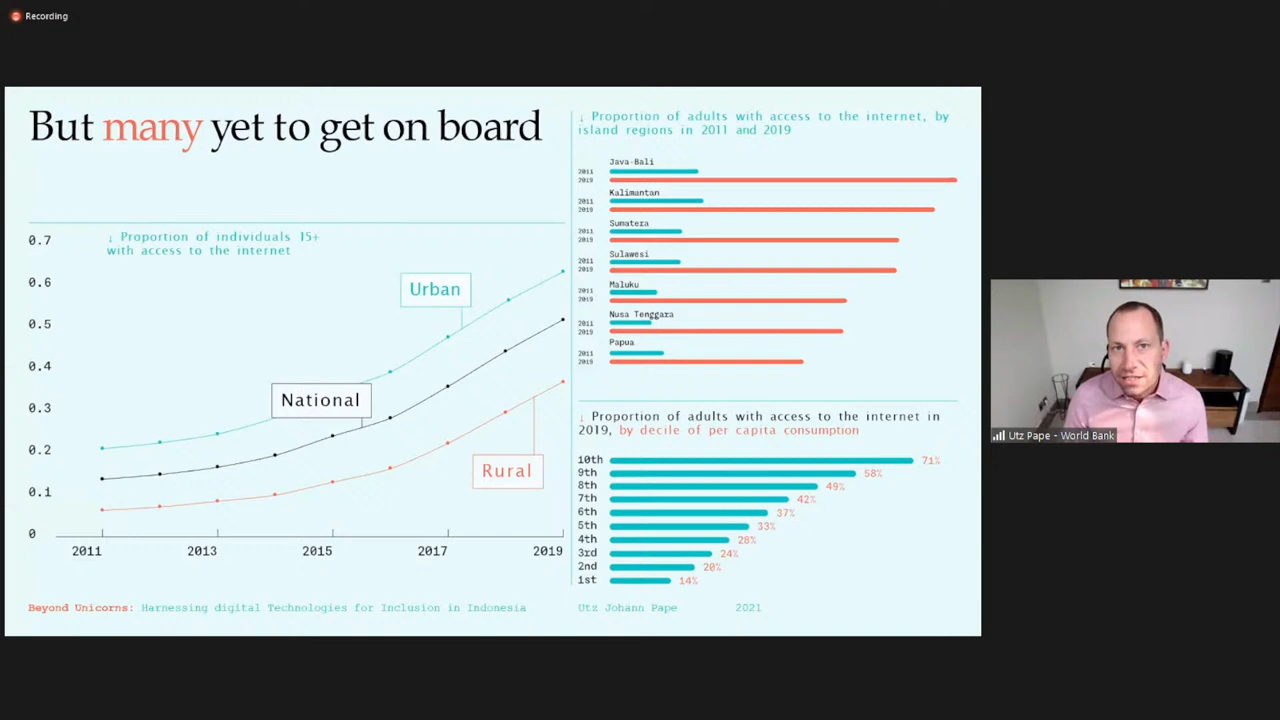 Recording
But many yet to get on board
↓ Proportion of individuals 15+
with access to the internet
0.7
0.6
0.5
0.4
0.3
0.2
0.1
0
Urban
National
Rural
2011
2013
2015
2017
2019
↓ Proportion of adults with access to the internet, by
island regions in 2011 and 2019
Java-Bali
2011
2019
Kalimantan
2011
2019
Sumatera
2011
2019
Sulawesi
2011
2019
Maluku
2011
2019
Nusa Tenggara
2011
2019
Papua
2011
2019
↓ Proportion of adults with access to the internet in
2019, by decile of per capita consumption
10th 71%
9th 58%
8th 49%
7th 42%
6th 37%
5th 33%
4th 28%
3rd 24%
2nd 20%
1st 14%
Beyond Unicorns: Harnessing digital Technologies for Inclusion in Indonesia
Utz Johann Pape 2021
Utz Pape - World Bank